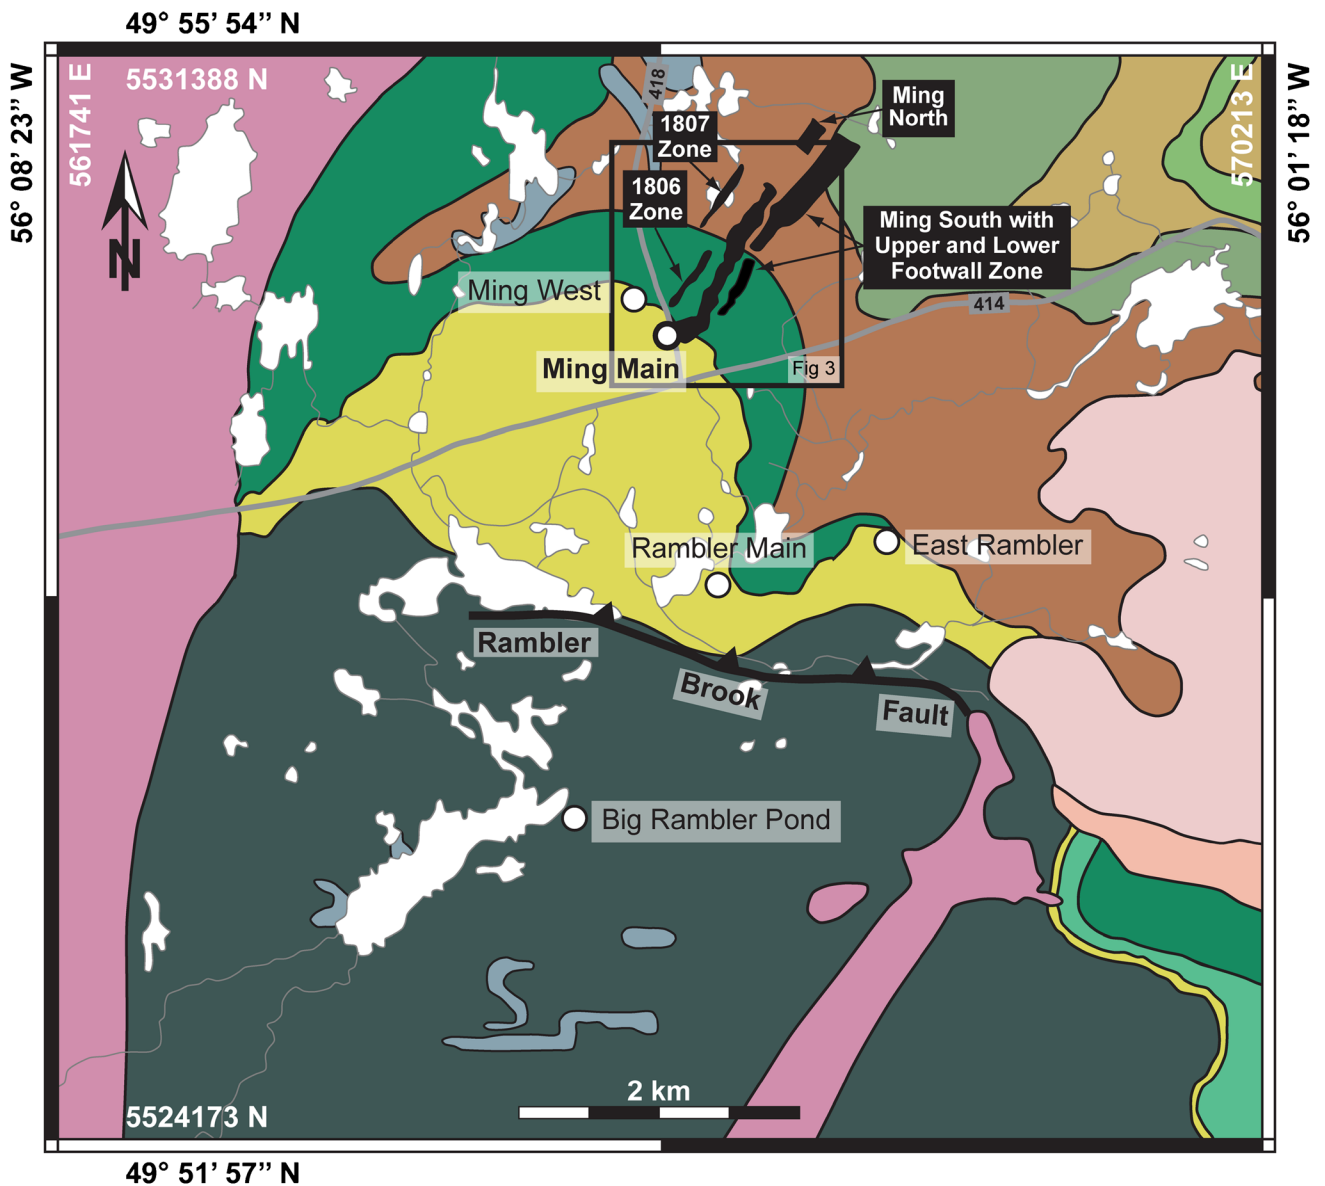 49° 55’ 54’’ N
56° 08’ 23’’ W
561741 E
5531388 N
418
570213 E
56° 01’ 18’’ W
Ming
North
1807
Zone
1806
Zone
Ming South with
Upper and Lower
Footwall Zone
N
Ming West
414
Ming Main
Fig 3
Rambler Main
East Rambler
Rambler
Brook
Fault
Big Rambler Pond
2 km
5524173 N
49° 51’ 57’’ N